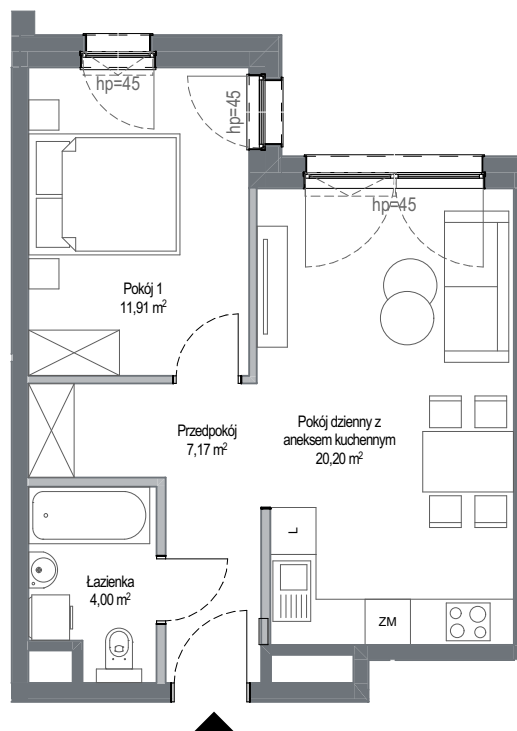 hp=45
hp=45
hp=45
Pokój 1
11,91 m²
Przedpokój
7,17 m²
Pokój dzienny z
aneksem kuchennym
20,20 m²
L
Łazienka
4,00 m²
ZM